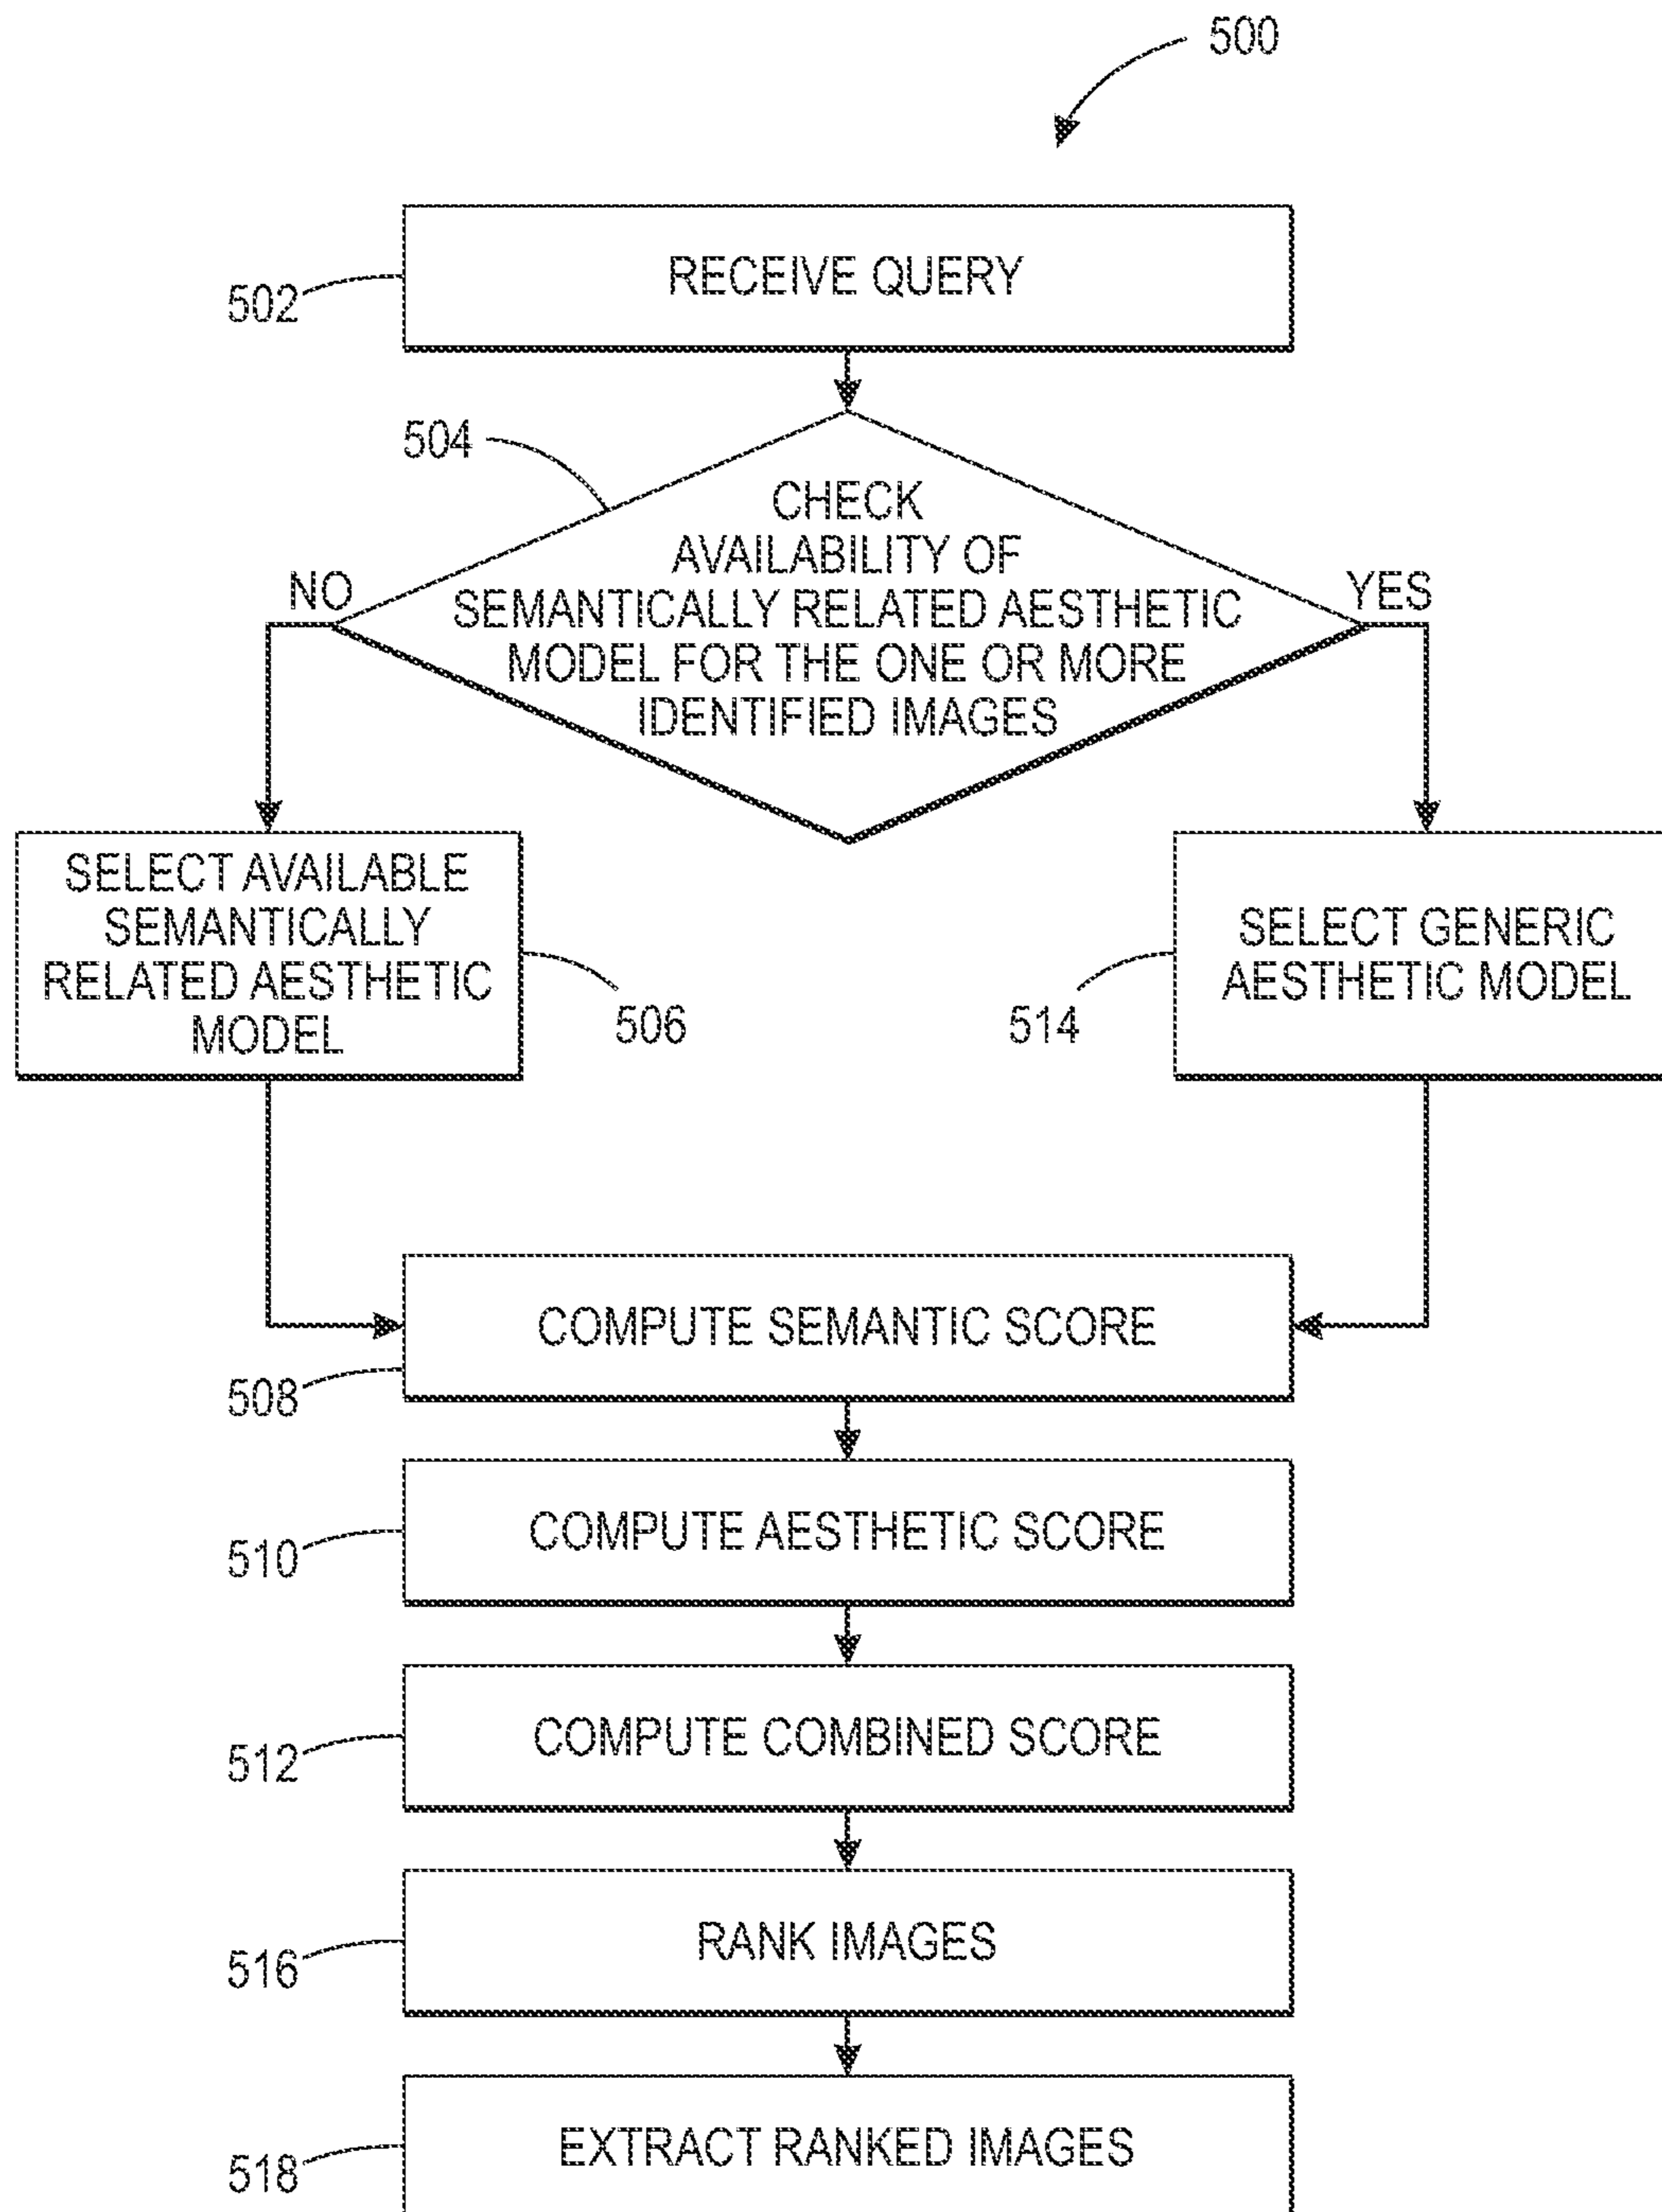 500
RECEIVE QUERY
502
504
CHECK
AVAILABILITY OF
SEMANTICALLY RELATED AESTHETIC
MODEL FOR THE ONE OR MORE
IDENTIFIED IMAGES
NO
YES
SELECT AVAILABLE
SEMANTICALLY
RELATED AESTHETIC
MODEL
506
SELECT GENERIC
AESTHETIC MODEL
514
COMPUTE SEMANTIC SCORE
508
COMPUTE AESTHETIC SCORE
510
COMPUTE COMBINED SCORE
512
RANK IMAGES
516
EXTRACT RANKED IMAGES
518